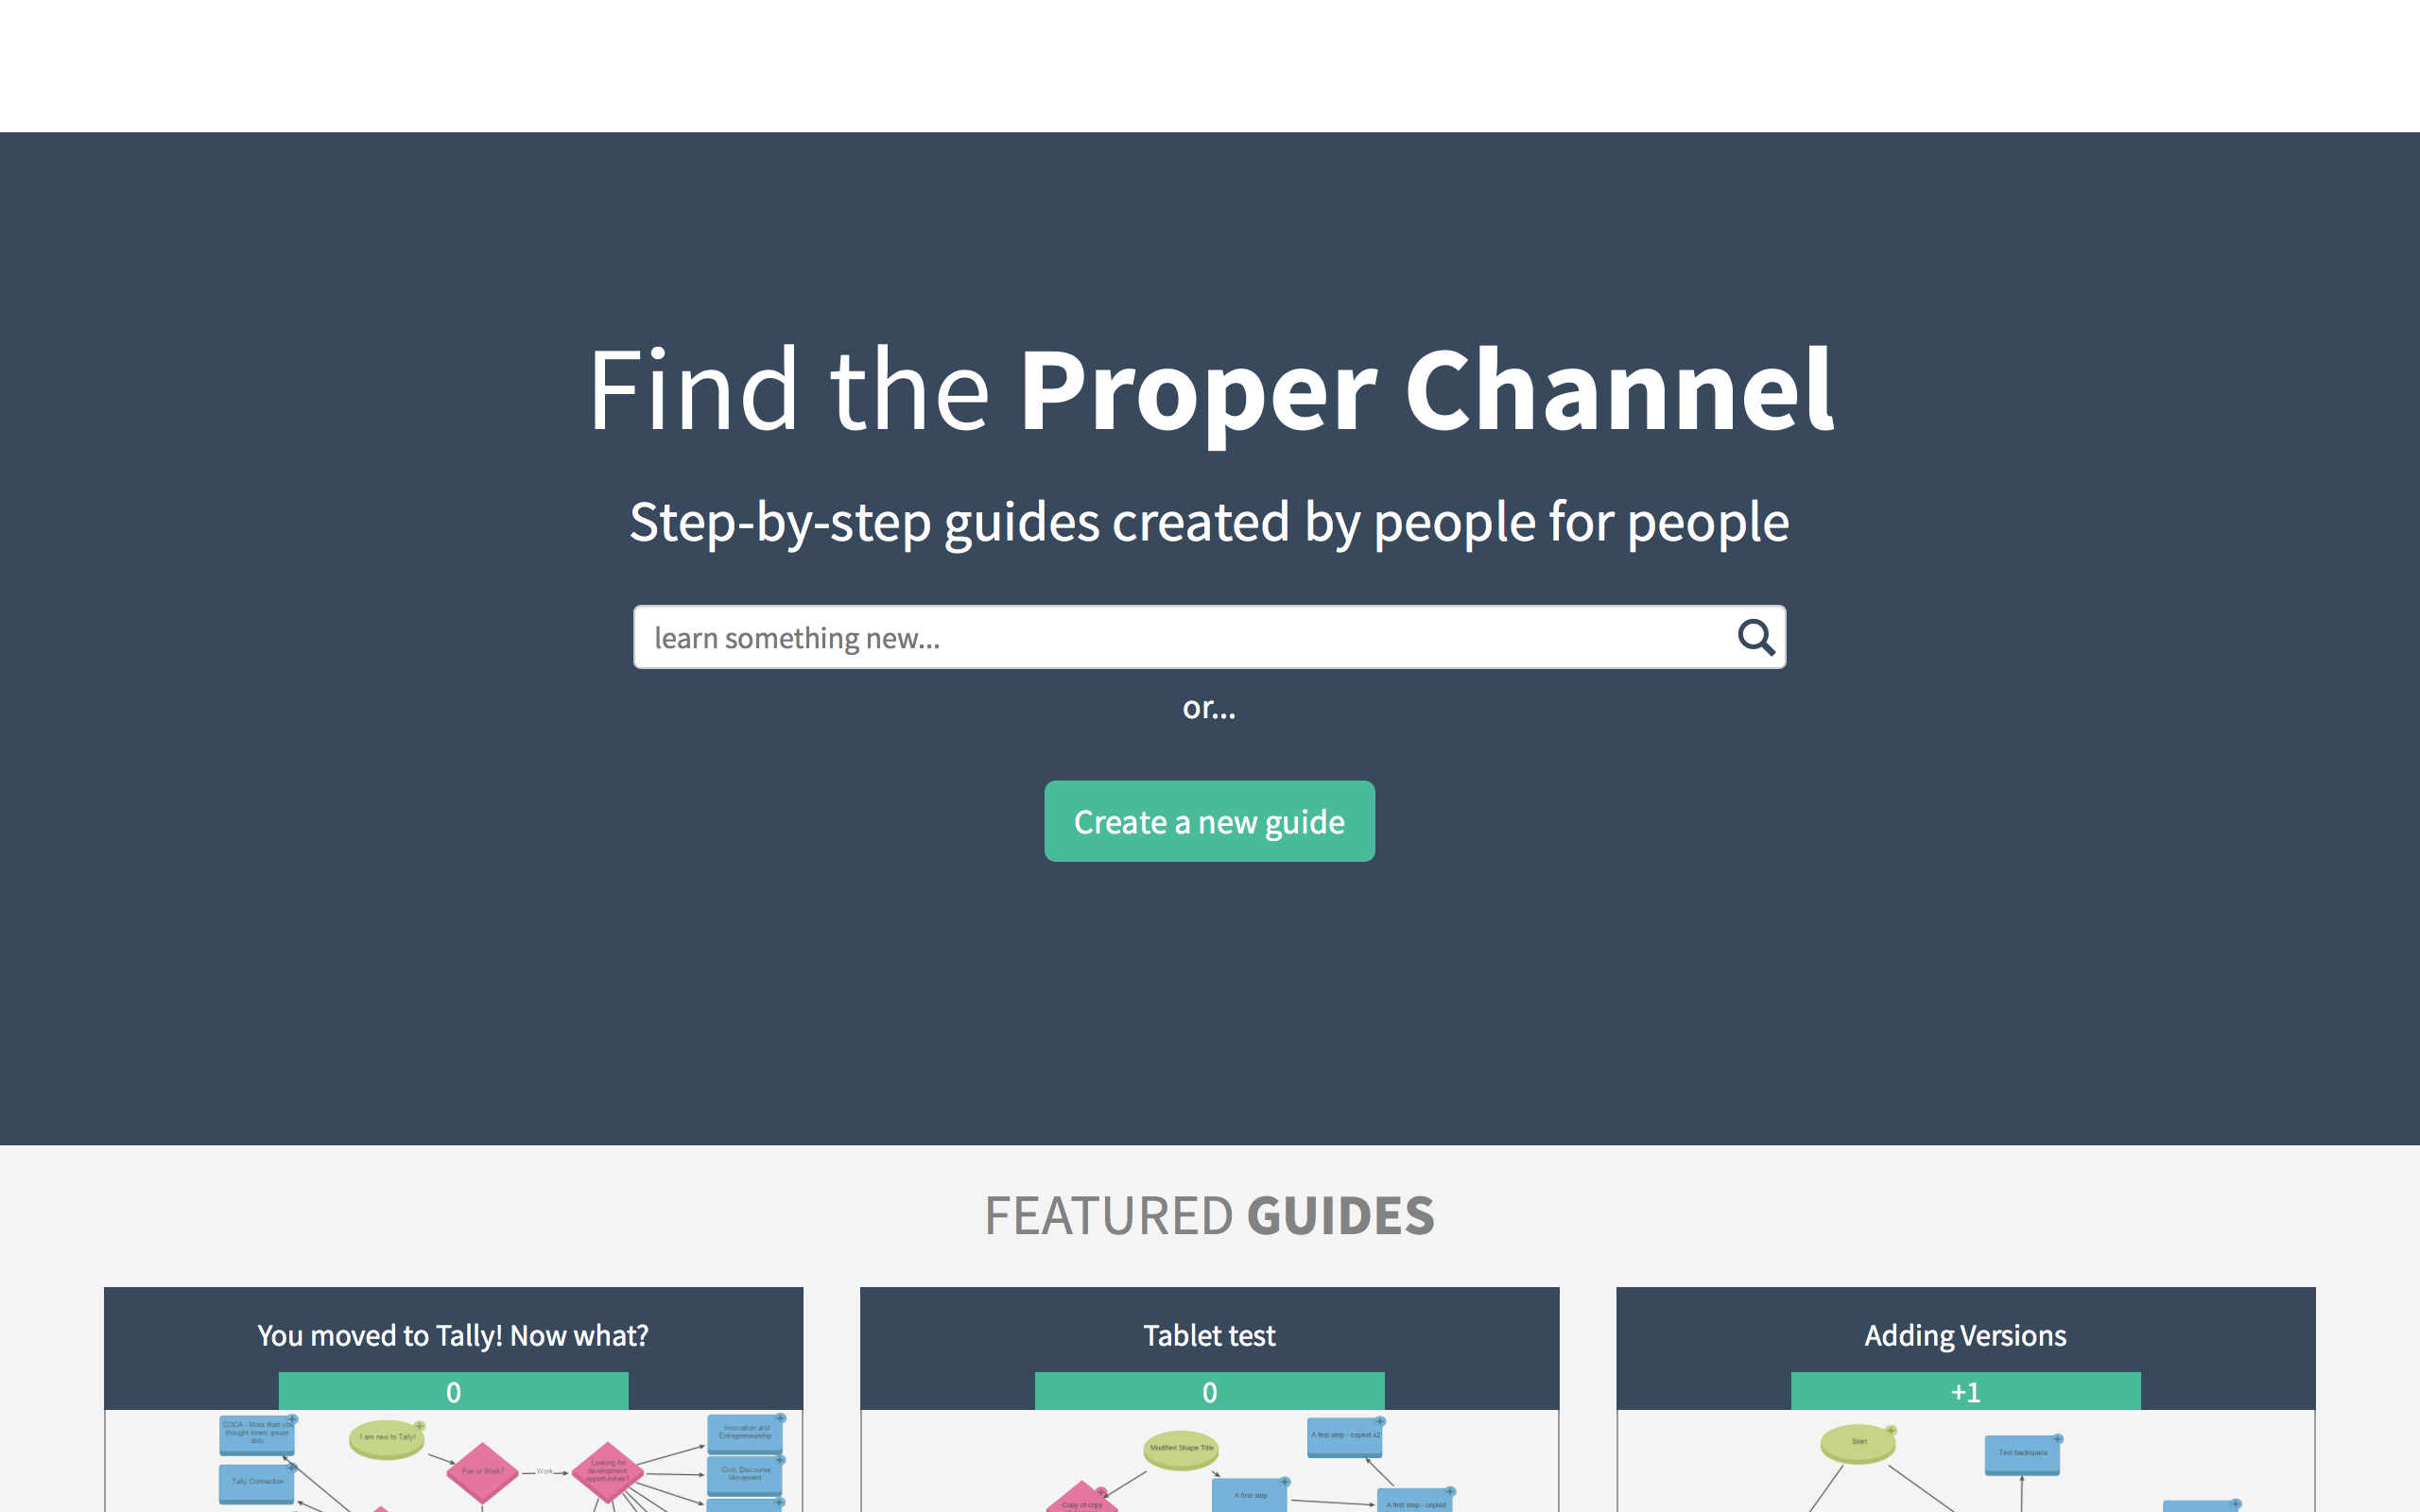 Find the Proper Channel
Step-by-step guides created by people for people
learn something new...
or...
Create a new guide
FEATURED GUIDES
You moved to Tally! Now what?
0
COCA - More than you
thought lorem ipsum
dolo
I am new to Tally!
Innovation and
Entrepreneurship
Fun or Work?
Work
Looking for
development
opportunities?
Civic Discourse
Movement
Tally Connection
Tablet test
0
Modified Shape Title
A first step - copied x2
A first step
A first step - copied
Copy of copy
Adding Versions
+1
Start
Test backspace